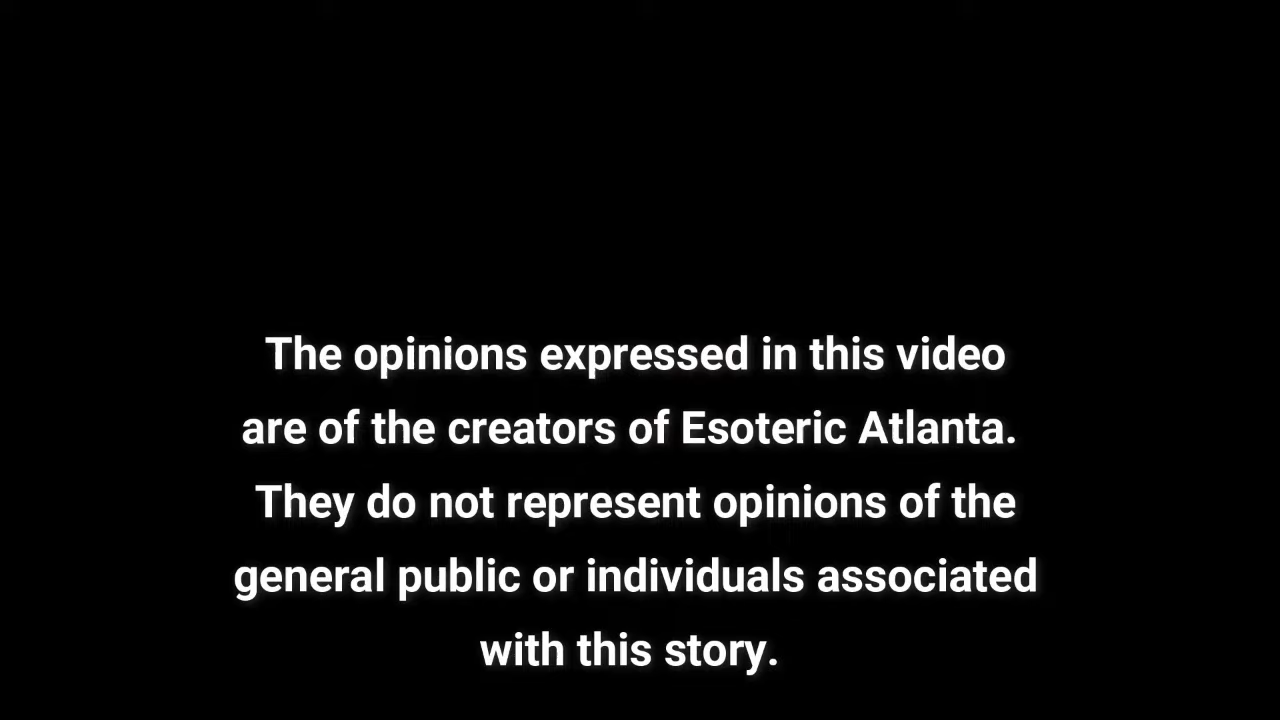 The opinions expressed in this video
are of the creators of Esoteric Atlanta.
They do not represent opinions of the
general public or individuals associated
with this story.